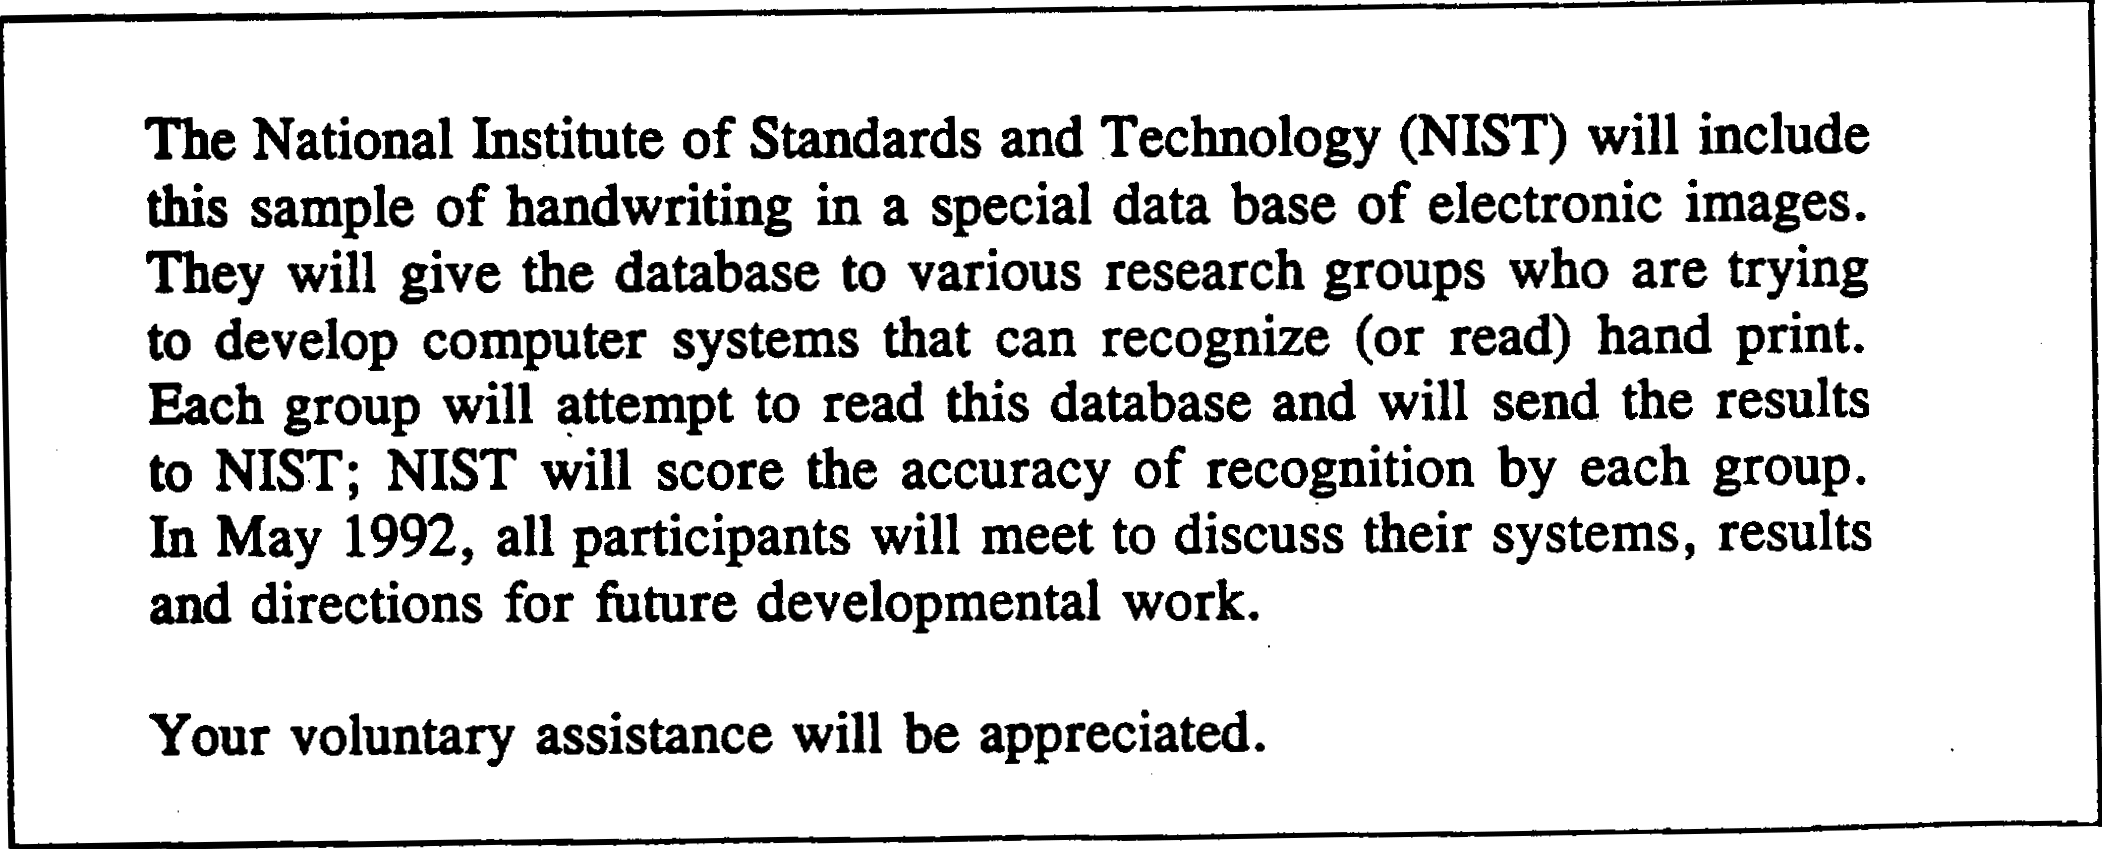 The National Institute of Standards and Technology (NIST) will include
this sample of handwriting in a special data base of electronic images.
They will give the database to various research groups who are trying
to develop computer systems that can recognize (or read) hand print.
Each group will attempt to read this database and will send the results
to NIST; NIST will score the accuracy of recognition by each group.
In May 1992, all participants will meet to discuss their systems, results
and directions for future developmental work.
Your voluntary assistance will be appreciated.